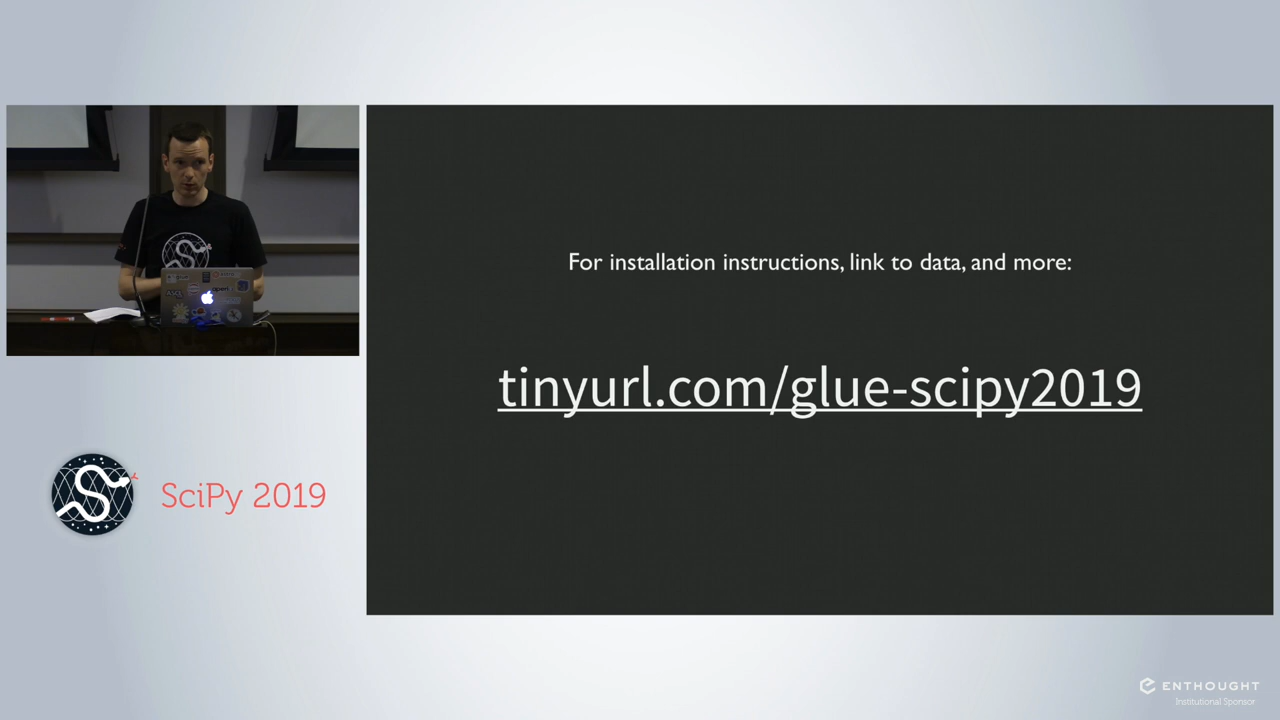 For installation instructions, link to data, and more:
tinyurl.com/glue-scipy2019
SciPy 2019
ENTHOUGHT
Institutional Sponsor